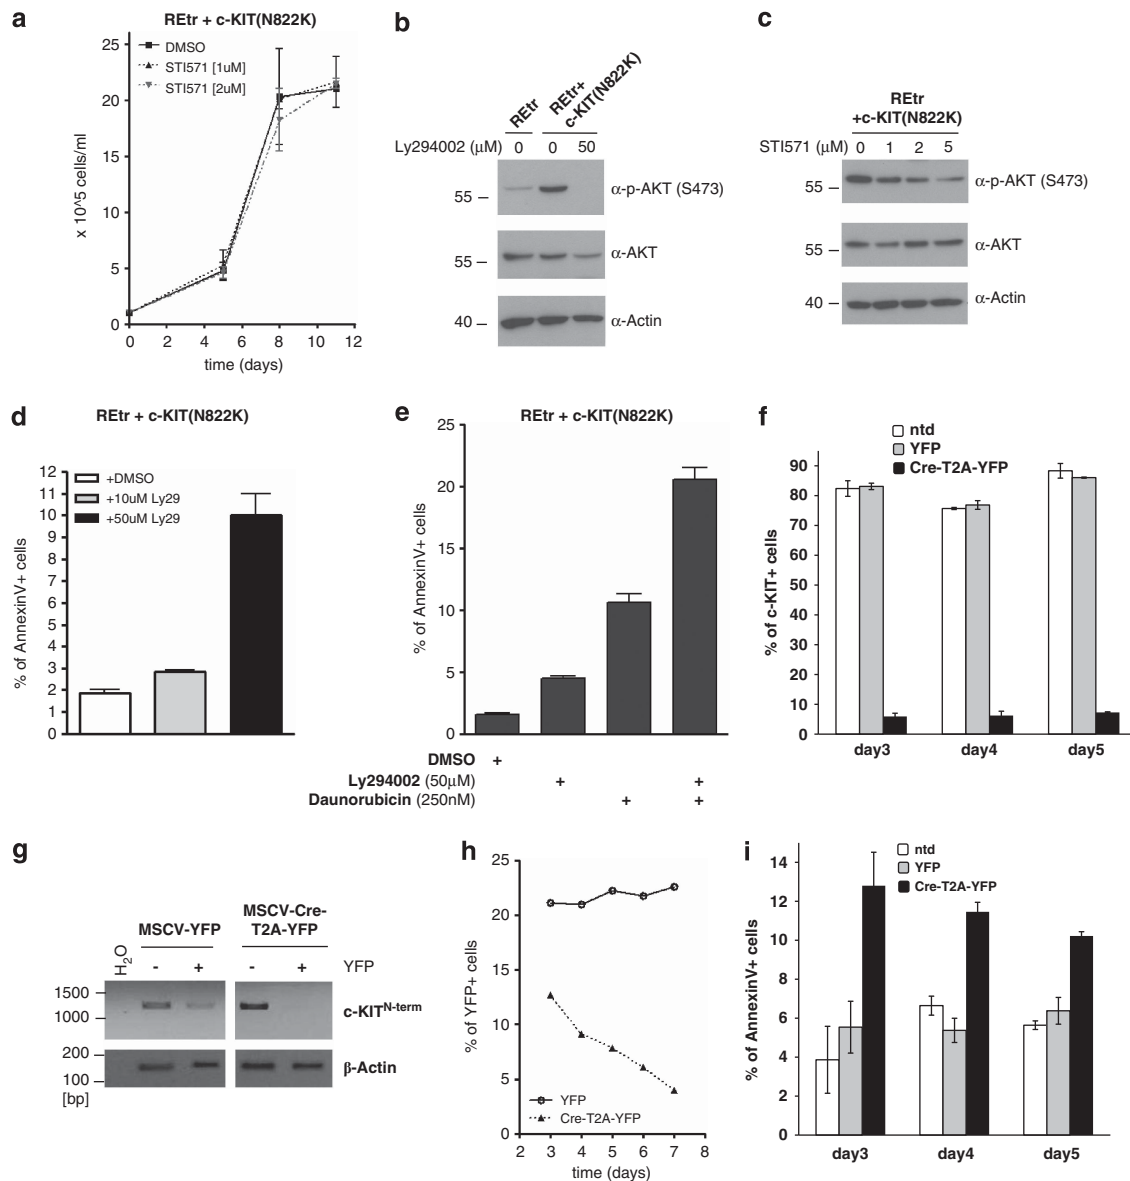 a
REtr + c-KIT(N822K)
DMSO
STI571 [1uM]
STI571 [2uM]
x 10^5 cells/ml
25
20
15
10
5
0
0 2 4 6 8 10 12
time (days)
b
REtr
REtr+
c-KIT(N822K)
Ly294002 (μM) 0 0 50
55
α-p-AKT (S473)
55
α-AKT
40
α-Actin
c
REtr
+c-KIT(N822K)
STI571 (μM) 0 1 2 5
55
α-p-AKT (S473)
55
α-AKT
40
α-Actin
d
REtr + c-KIT(N822K)
+DMSO
+10uM Ly29
+50uM Ly29
% of AnnexinV+ cells
12
11
10
9
8
7
6
5
4
3
2
1
0
e
REtr + c-KIT(N822K)
% of AnnexinV+ cells
25
20
15
10
5
0
DMSO +
Ly294002 (50μM) + +
Daunorubicin (250nM) + +
f
ntd
YFP
Cre-T2A-YFP
% of c-KIT+ cells
90
80
70
60
50
40
30
20
10
0
day3 day4 day5
g
H2O
MSCV-YFP
MSCV-Cre-
T2A-YFP
- + - + YFP
1500
1000
c-KITN-term
200
100
β-Actin
[bp]
h
% of YFP+ cells
25
20
15
10
5
0
YFP
Cre-T2A-YFP
2 3 4 5 6 7 8
time (days)
i
ntd
YFP
Cre-T2A-YFP
% of AnnexinV+ cells
14
12
10
8
6
4
2
0
day3 day4 day5